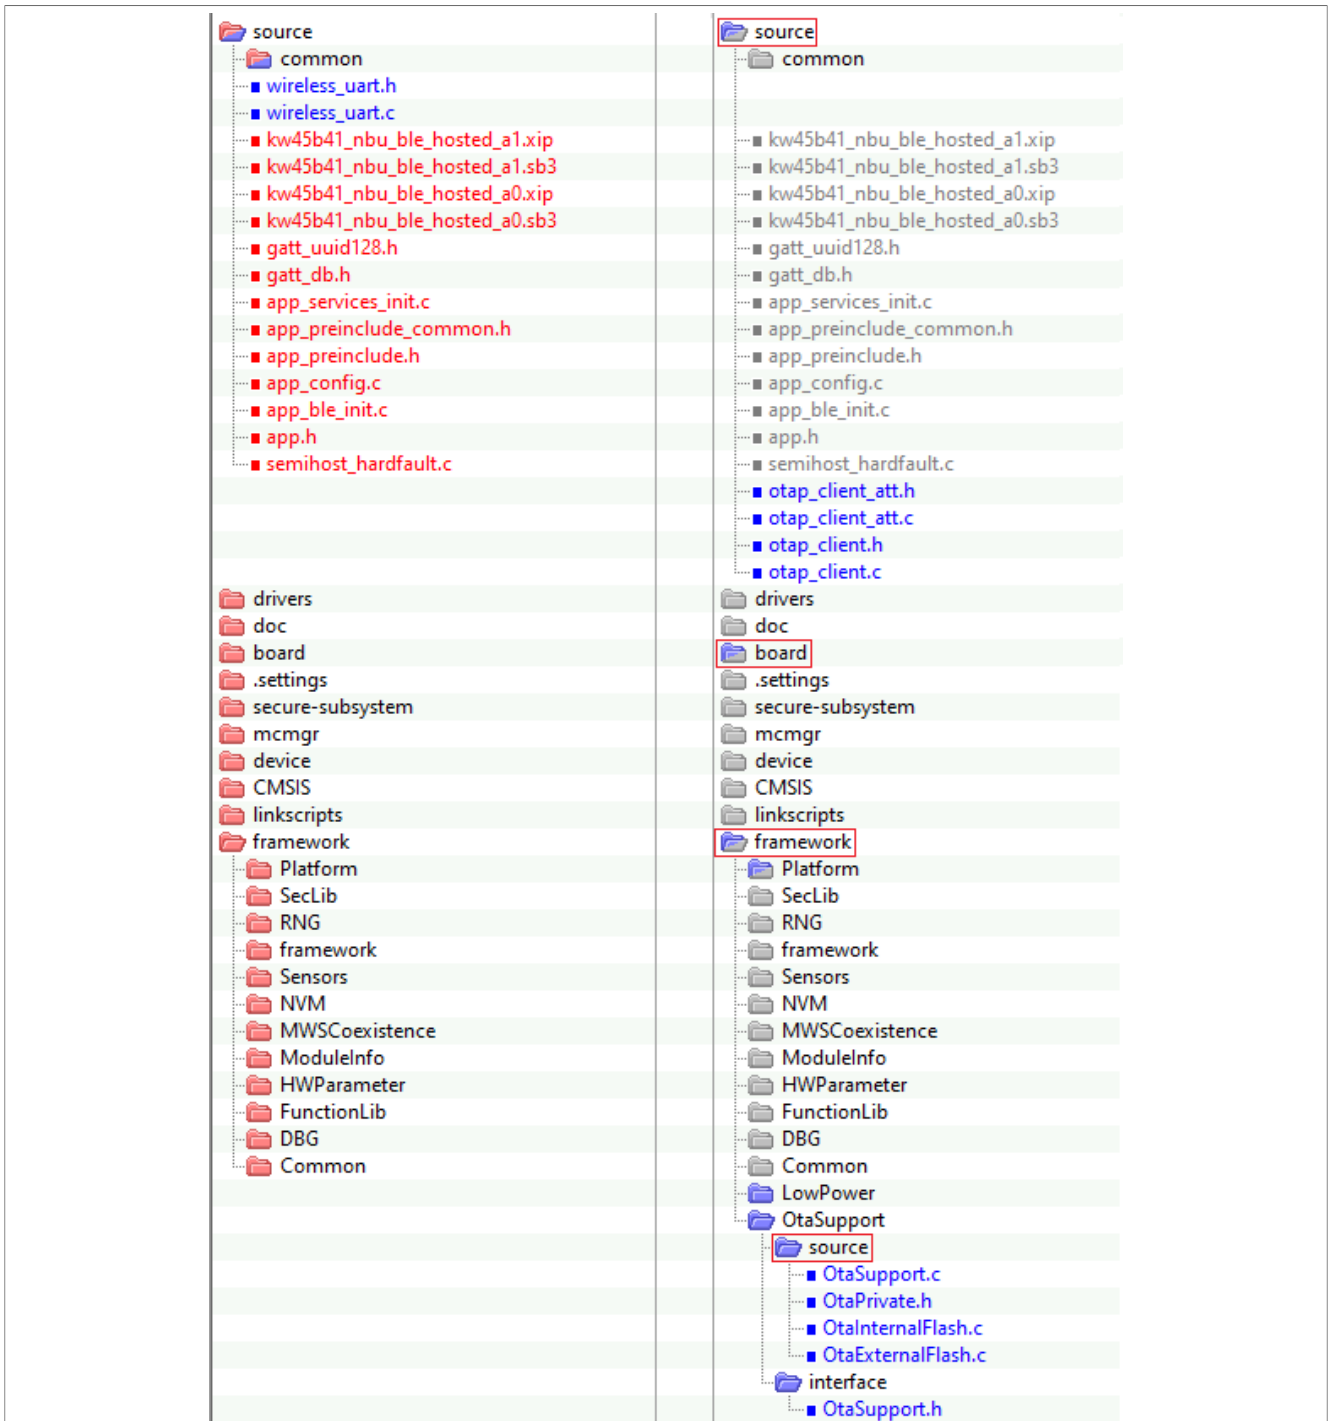 source
common
wireless_uart.h
wireless_uart.c
kw45b41_nbu_ble_hosted_a1.xip
kw45b41_nbu_ble_hosted_a1.sb3
kw45b41_nbu_ble_hosted_a0.xip
kw45b41_nbu_ble_hosted_a0.sb3
gatt_uuid128.h
gatt_db.h
app_services_init.c
app_preinclude_common.h
app_preinclude.h
app_config.c
app_ble_init.c
app.h
semihost_hardfault.c
drivers
doc
board
.settings
secure-subsystem
mcmgr
device
CMSIS
linkscripts
framework
Platform
SecLib
RNG
framework
Sensors
NVM
MWSCoexistence
ModuleInfo
HWParameter
FunctionLib
DBG
Common
source
common
kw45b41_nbu_ble_hosted_a1.xip
kw45b41_nbu_ble_hosted_a1.sb3
kw45b41_nbu_ble_hosted_a0.xip
kw45b41_nbu_ble_hosted_a0.sb3
gatt_uuid128.h
gatt_db.h
app_services_init.c
app_preinclude_common.h
app_preinclude.h
app_config.c
app_ble_init.c
app.h
semihost_hardfault.c
otap_client_att.h
otap_client_att.c
otap_client.h
otap_client.c
drivers
doc
board
.settings
secure-subsystem
mcmgr
device
CMSIS
linkscripts
framework
Platform
SecLib
RNG
framework
Sensors
NVM
MWSCoexistence
ModuleInfo
HWParameter
FunctionLib
DBG
Common
LowPower
OtaSupport
source
OtaSupport.c
OtaPrivate.h
OtaInternalFlash.c
OtaExternalFlash.c
interface
OtaSupport.h